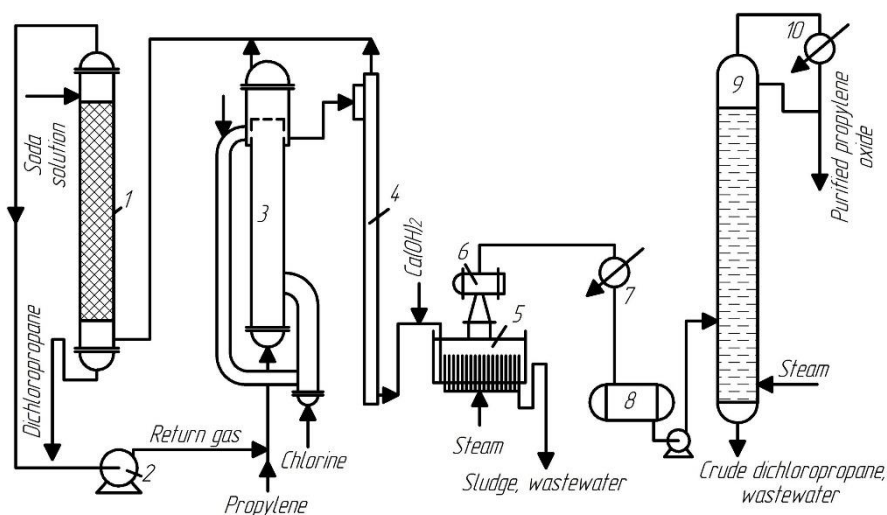 10
9
Soda
solution
1
3
4
Ca(OH)2
6
7
5
Purified propylene
oxide
Dichloropropane
Return gas
2
Propylene
Chlorine
Steam
Sludge, wastewater
8
Steam
Crude dichloropropane,
wastewater